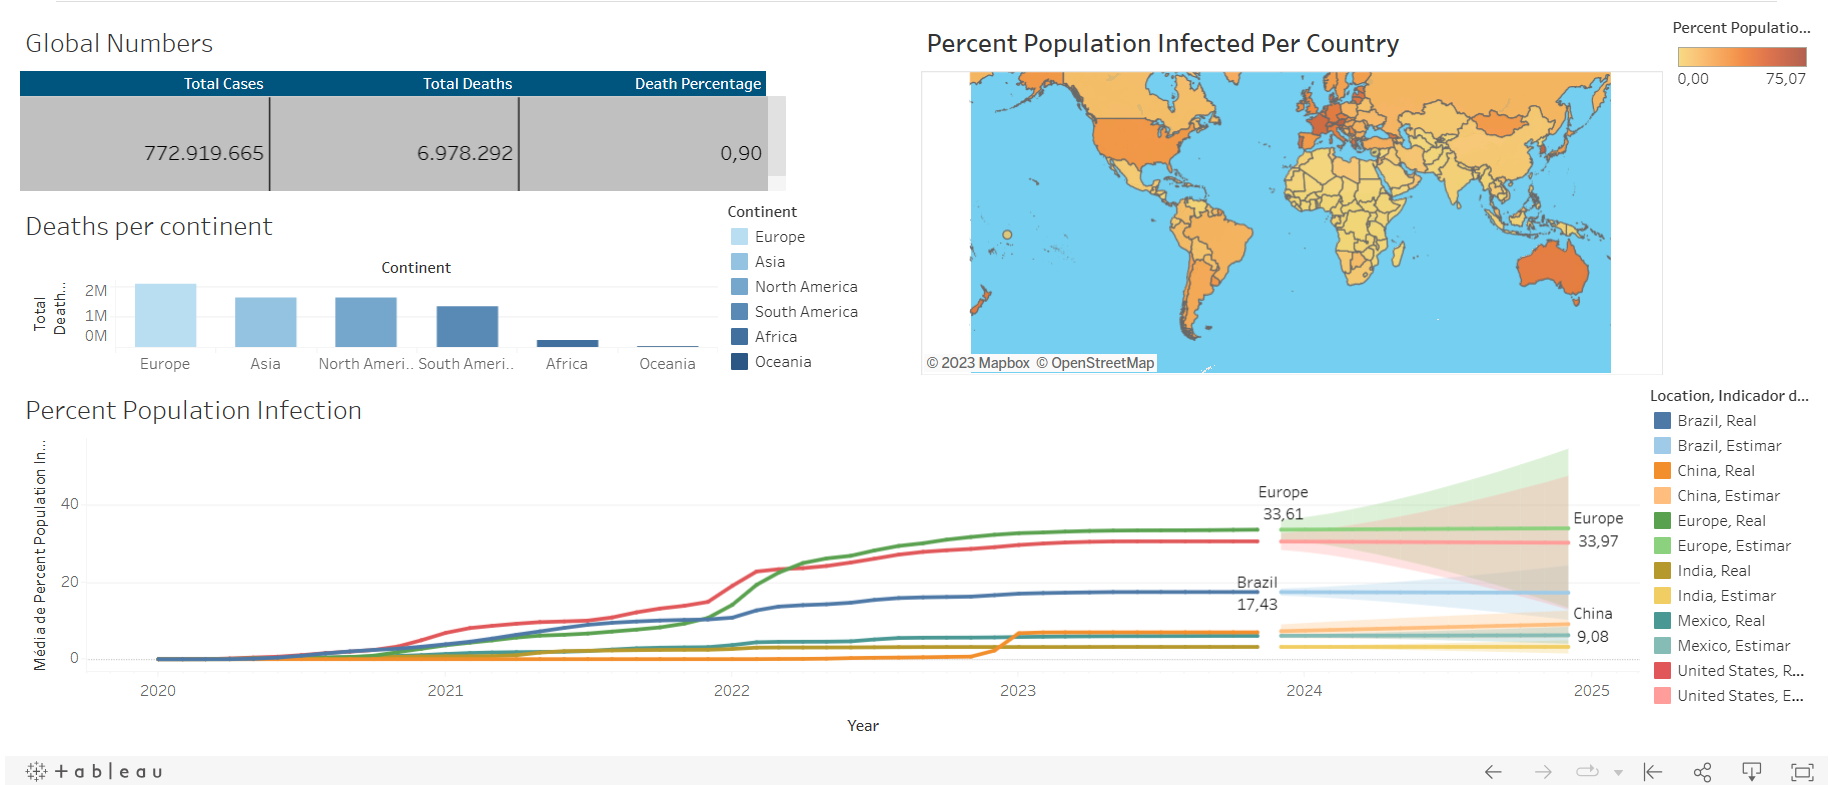 Global Numbers
Total Cases
Total Deaths
Death Percentage
772.919.665
6.978.292
0,90
Deaths per continent
Continent
Total
Death...
2M
1M
0M
Europe
Asia
North Ameri..
South Ameri..
Africa
Oceania
Continent
Europe
Asia
North America
South America
Africa
Oceania
Percent Population Infected Per Country
© 2023 Mapbox © OpenStreetMap
Percent Populatio...
0,00
75,07
Percent Population Infection
Média de Percent Population In...
40
20
0
Europe
33,61
Europe
33,97
Brazil
17,43
China
9,08
2020
2021
2022
2023
2024
2025
Year
Location, Indicador d...
Brazil, Real
Brazil, Estimar
China, Real
China, Estimar
Europe, Real
Europe, Estimar
India, Real
India, Estimar
Mexico, Real
Mexico, Estimar
United States, R...
United States, E...
+ a b l e a u